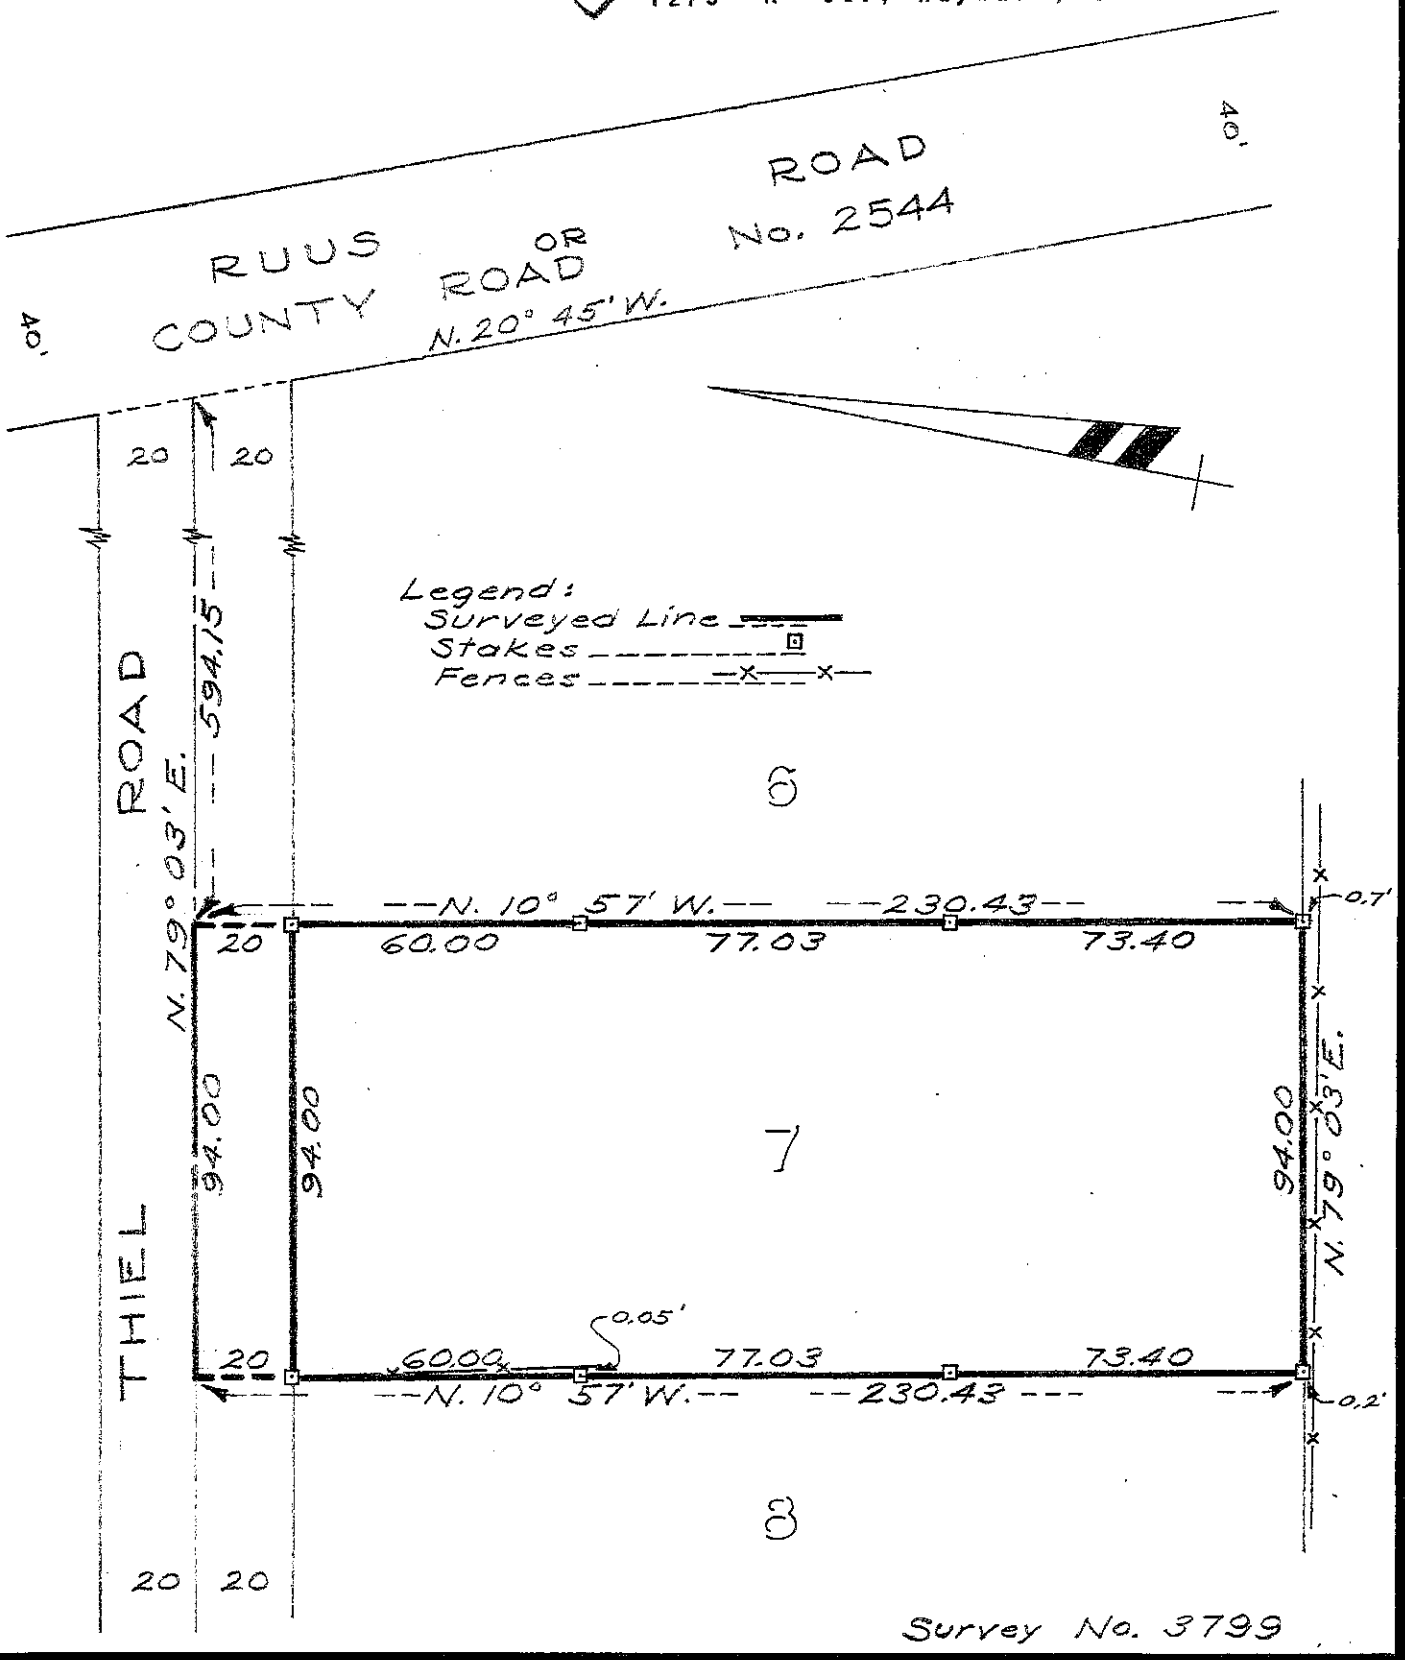 40.
ROAD
No. 2544
RUUS
OR
COUNTY ROAD
N. 20° 45' W.
40.
20 20
594.15
Legend:
Surveyed Line
Stakes
Fences
THIEL ROAD
N. 79° 03' E.
6
N. 10° 57' W. 230.43
0.7'
20 60.00 77.03 73.40
94.00
94.00
7
94.00
N. 79° 03' E.
0.05'
20 60.00 77.03 73.40
N. 10° 57' W. 230.43
0.2'
8
20 20
Survey No. 3799